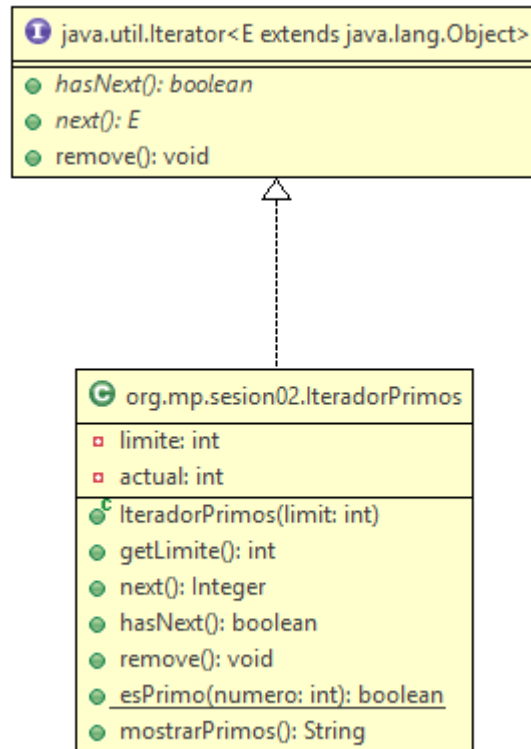 I java.util.Iterator<E extends java.lang.Object>
hasNext(): boolean
next(): E
remove(): void
C org.mp.sesion02.IteradorPrimos
limite: int
actual: int
C IteradorPrimos(limit: int)
getLimite(): int
next(): Integer
hasNext(): boolean
remove(): void
esPrimo(numero: int): boolean
mostrarPrimos(): String